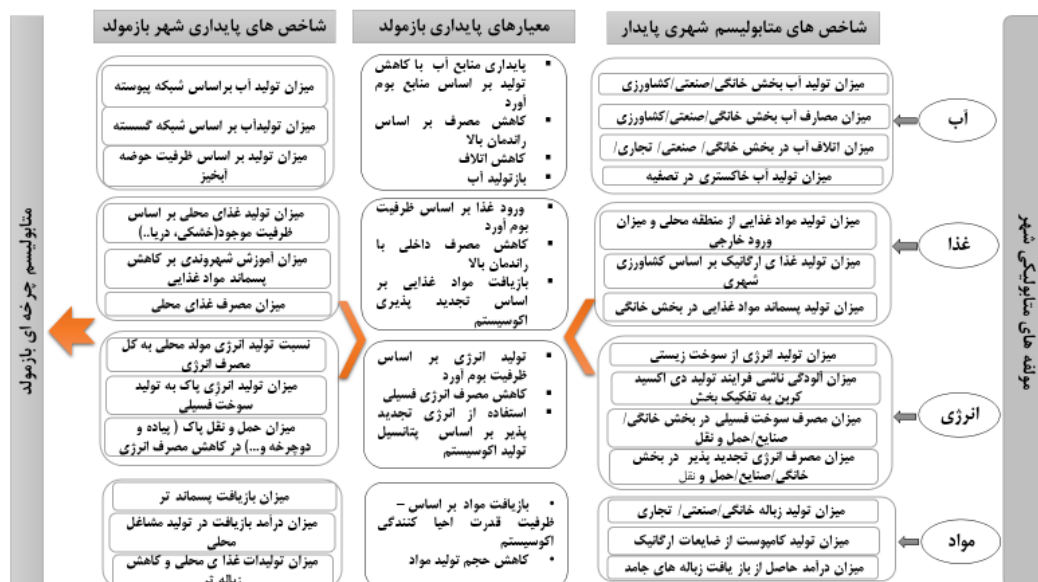 شاخص های متابولیسم شهری پایدار
معیارهای پایداری بازمولد
شاخص های پایداری شهر بازمولد
مولفه های متابولیکی شهر
آب
میزان تولید آب بخش خانگی/صنعتی/کشاورزی
میزان مصارف آب بخش خانگی/صنعتی/کشاورزی
میزان اتلاف آب در بخش خانگی/ صنعتی/ تجاری/
میزان تولید آب خاکستری در تصفیه
پایداری منابع آب با کاهش
تولید بر اساس منابع بوم
آورد
کاهش مصرف بر اساس
راندمان بالا
کاهش اتلاف
بازتولید آب
میزان تولید آب براساس شبکه پیوسته
میزان تولیدآب بر اساس شبکه گسسته
میزان تولید بر اساس ظرفیت حوضه
آبخیز
غذا
میزان تولید مواد غذایی از منطقه محلی و میزان
ورود خارجی
میزان تولید غذا ی ارگانیک بر اساس کشاورزی
شهری
میزان تولید پسماند مواد غذایی در بخش خانگی
ورود غذا بر اساس ظرفیت
بوم آورد
کاهش مصرف داخلی با
راندمان بالا
بازیافت مواد غذایی بر
اساس تجدید پذیری
اکوسیستم
میزان تولید غذای محلی بر اساس
ظرفیت موجود(خشکی، دریا..)
میزان آموزش شهروندی بر کاهش
پسماند مواد غذایی
میزان مصرف غذای محلی
انرژی
میزان تولید انرژی از سوخت زیستی
میزان آلودگی ناشی فرایند تولید دی اکسید
کربن به تفکیک بخش
میزان مصرف سوخت فسیلی در بخش خانگی/
صنایع/حمل و نقل
میزان مصرف انرژی تجدید پذیر در بخش
خانگی/صنایع/حمل و نقل
تولید انرژی بر اساس
ظرفیت بوم آورد
کاهش مصرف انرژی فسیلی
استفاده از انرژی تجدید
پذیر بر اساس پتانسیل
تولید اکوسیستم
نسبت تولید انرژی مولد محلی به کل
مصرف انرژی
میزان تولید انرژی پاک به تولید
سوخت فسیلی
میزان حمل و نقل پاک ( پیاده و
دوچرخه و...) در کاهش مصرف انرژی
مواد
میزان تولید زباله خانگی/صنعتی/ تجاری
میزان تولید کامپوست از ضایعات ارگانیک
میزان درآمد حاصل از باز یافت زباله های جامد
بازیافت مواد بر اساس –
ظرفیت قدرت احیا کنندگی
اکوسیستم
کاهش حجم تولید مواد
میزان بازیافت پسماند تر
میزان درآمد بازیافت در تولید مشاغل
محلی
میزان تولیدات غذا ی محلی و کاهش
زباله تر
متابولیسم چرخه ای بازمولد